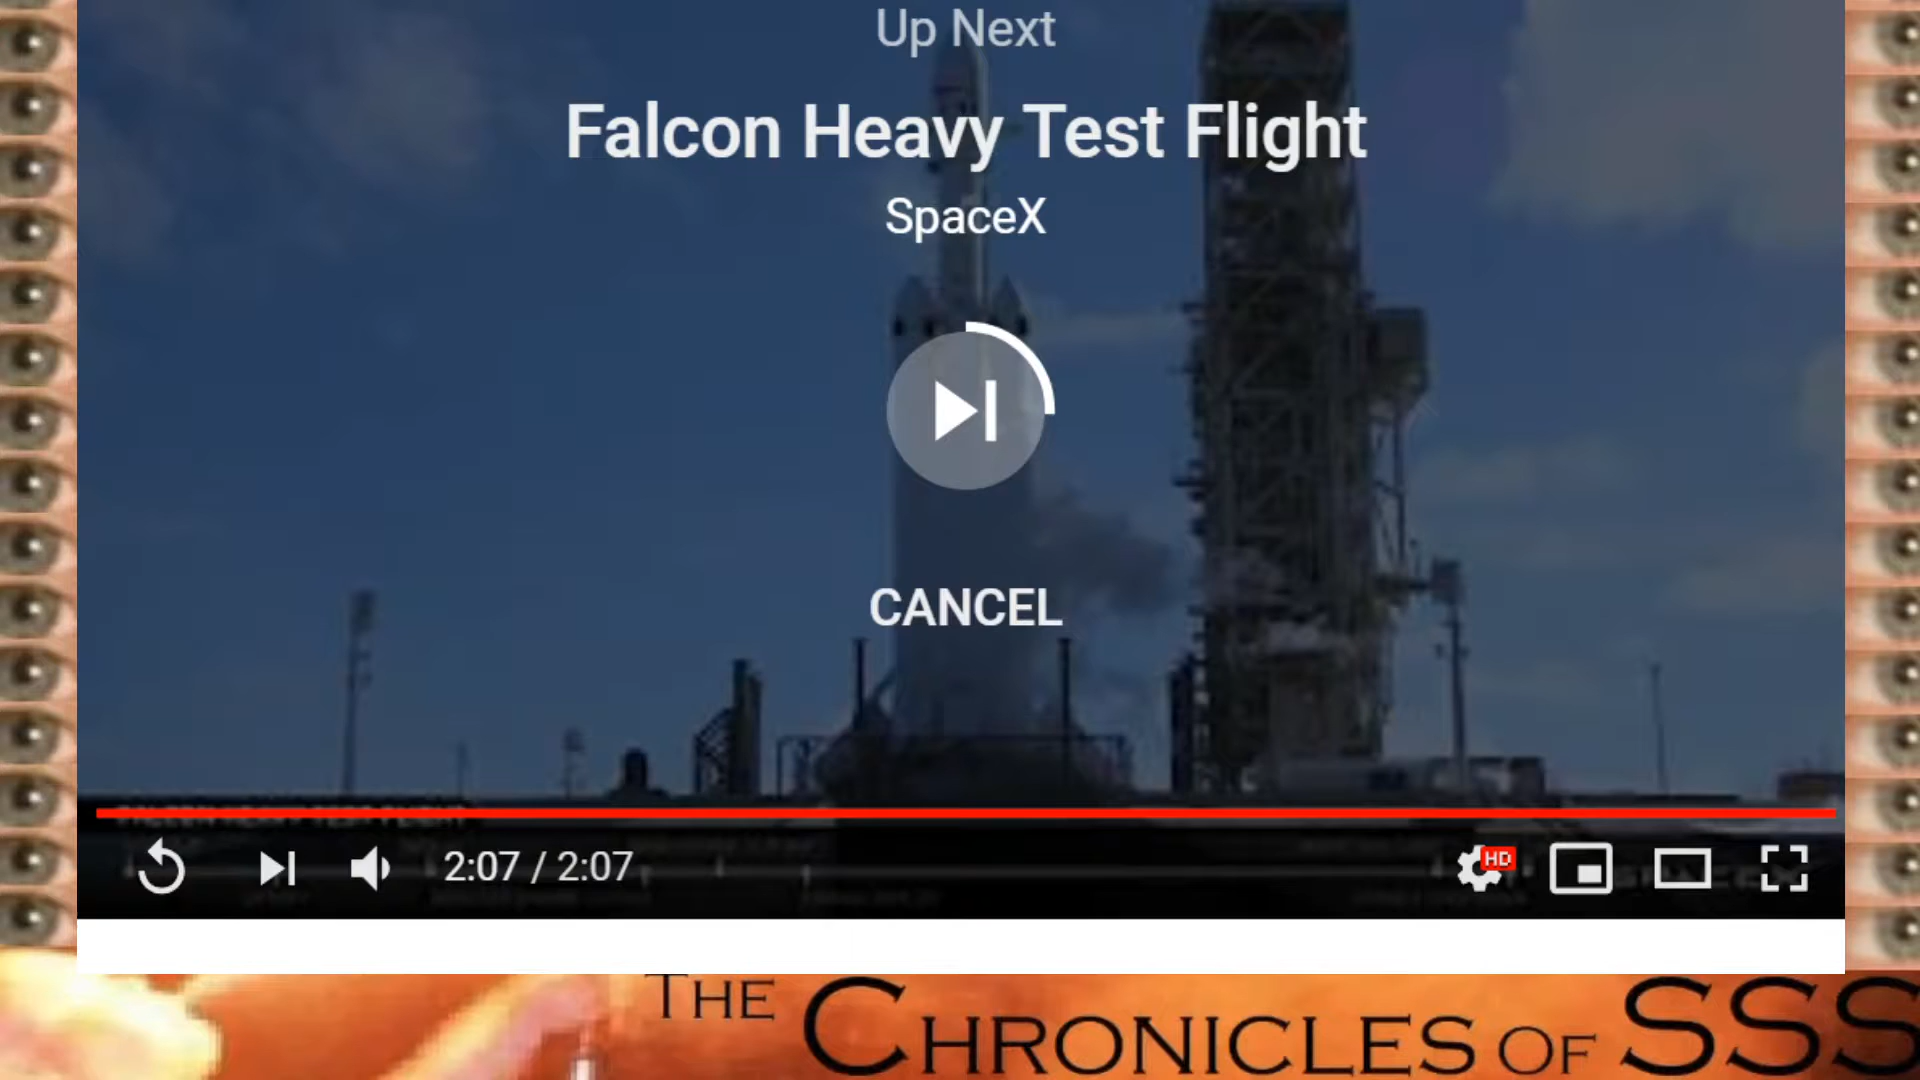 Up Next
Falcon Heavy Test Flight
SpaceX
CANCEL
2:07 / 2:07
HD
THE CHRONICLES OF SSS